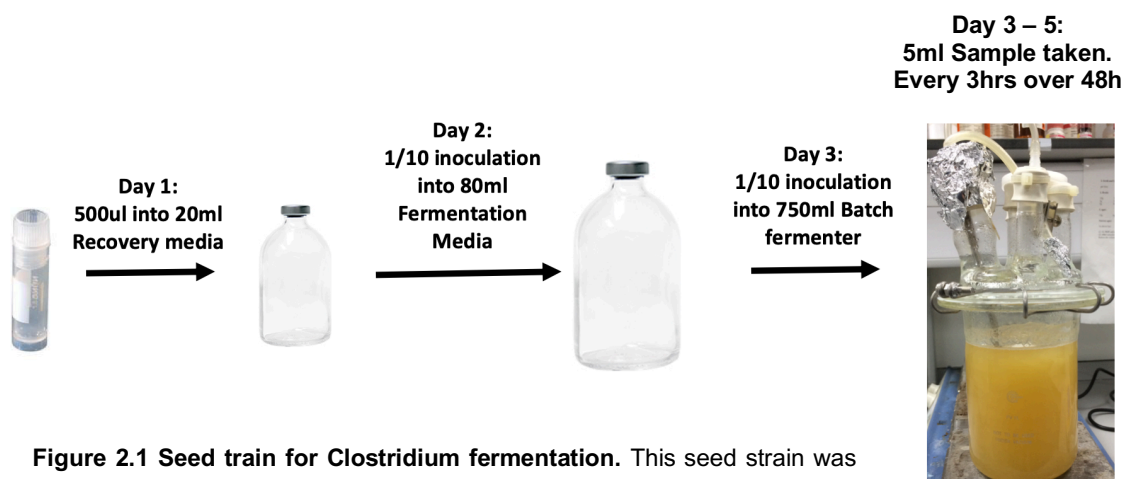 Day 3 – 5:
5ml Sample taken.
Every 3hrs over 48h
Day 1:
500ul into 20ml
Recovery media
Day 2:
1/10 inoculation
into 80ml
Fermentation
Media
Day 3:
1/10 inoculation
into 750ml Batch
fermenter
Figure 2.1 Seed train for Clostridium fermentation. This seed strain was